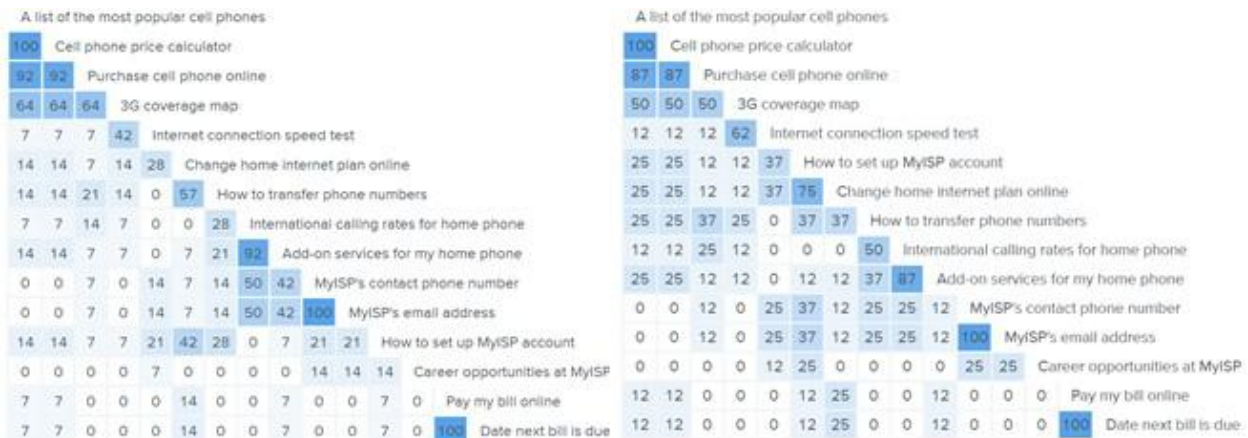 A list of the most popular cell phones
100 Cell phone price calculator
92 92 Purchase cell phone online
64 64 64 3G coverage map
7 7 7 42 Internet connection speed test
14 14 7 14 28 Change home internet plan online
14 14 21 14 0 57 How to transfer phone numbers
7 7 14 7 0 0 28 International calling rates for home phone
14 14 7 7 0 7 21 92 Add-on services for my home phone
0 0 7 0 14 7 14 50 42 MyISP's contact phone number
0 0 7 0 14 7 14 50 42 100 MyISP's email address
14 14 7 7 21 42 28 0 7 21 21 How to set up MyISP account
0 0 0 0 7 0 0 0 0 14 14 14 Career opportunities at MyISP
7 7 0 0 0 14 0 0 7 0 0 7 0 Pay my bill online
7 7 0 0 0 14 0 0 7 0 0 7 0 100 Date next bill is due
A list of the most popular cell phones
100 Cell phone price calculator
87 87 Purchase cell phone online
50 50 50 3G coverage map
12 12 12 62 Internet connection speed test
25 25 12 12 37 How to set up MyISP account
25 25 12 12 37 75 Change home internet plan online
25 25 37 25 0 37 37 How to transfer phone numbers
12 12 25 12 0 0 0 50 International calling rates for home phone
25 25 12 12 0 12 12 37 87 Add-on services for my home phone
0 0 12 0 25 37 12 25 25 12 MyISP's contact phone number
0 0 12 0 25 37 12 25 25 12 100 MyISP's email address
0 0 0 0 12 25 0 0 0 0 25 25 Career opportunities at MyISP
12 12 0 0 0 12 25 0 0 12 0 0 0 Pay my bill online
12 12 0 0 0 12 25 0 0 12 0 0 0 100 Date next bill is due